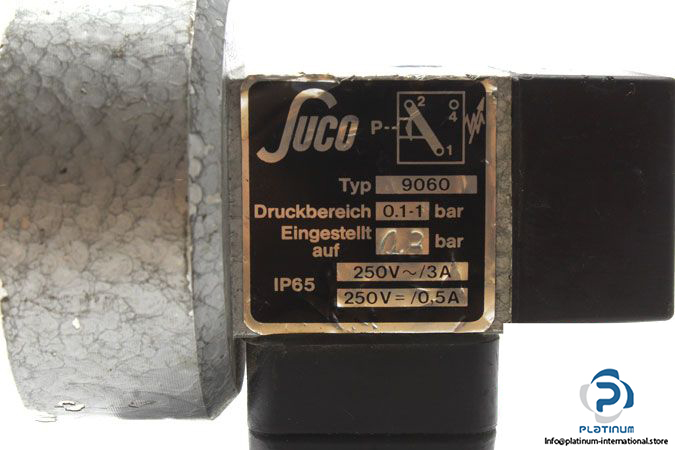 Suco
P
2
4
1
Typ 9060
Druckbereich 0.1-1 bar
Eingestellt auf 0.3 bar
IP65
250V~/3A
250V=/0,5A
PLATINUM
Info@platinum-international.store